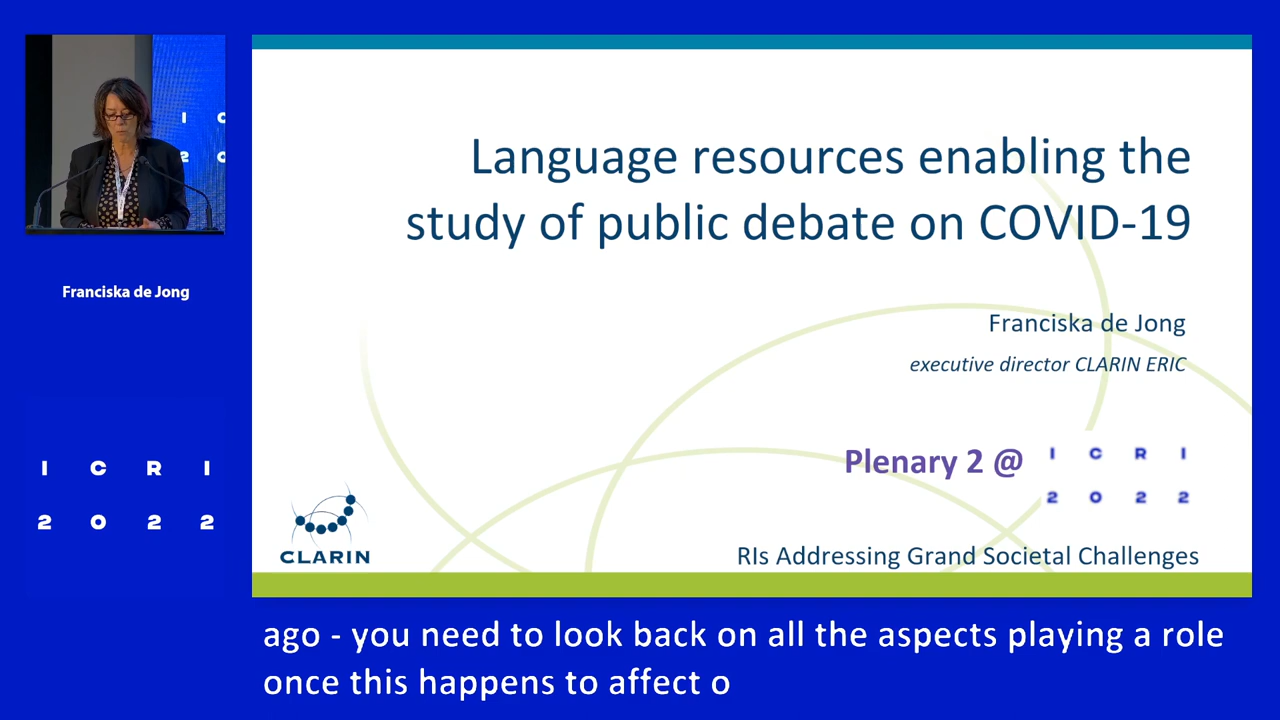 I C
2 0
Franciska de Jong
I C R I
2 0 2 2
Language resources enabling the
study of public debate on COVID-19
Franciska de Jong
executive director CLARIN ERIC
Plenary 2 @
I C R I
2 0 2 2
CLARIN
RIs Addressing Grand Societal Challenges
ago - you need to look back on all the aspects playing a role
once this happens to affect o